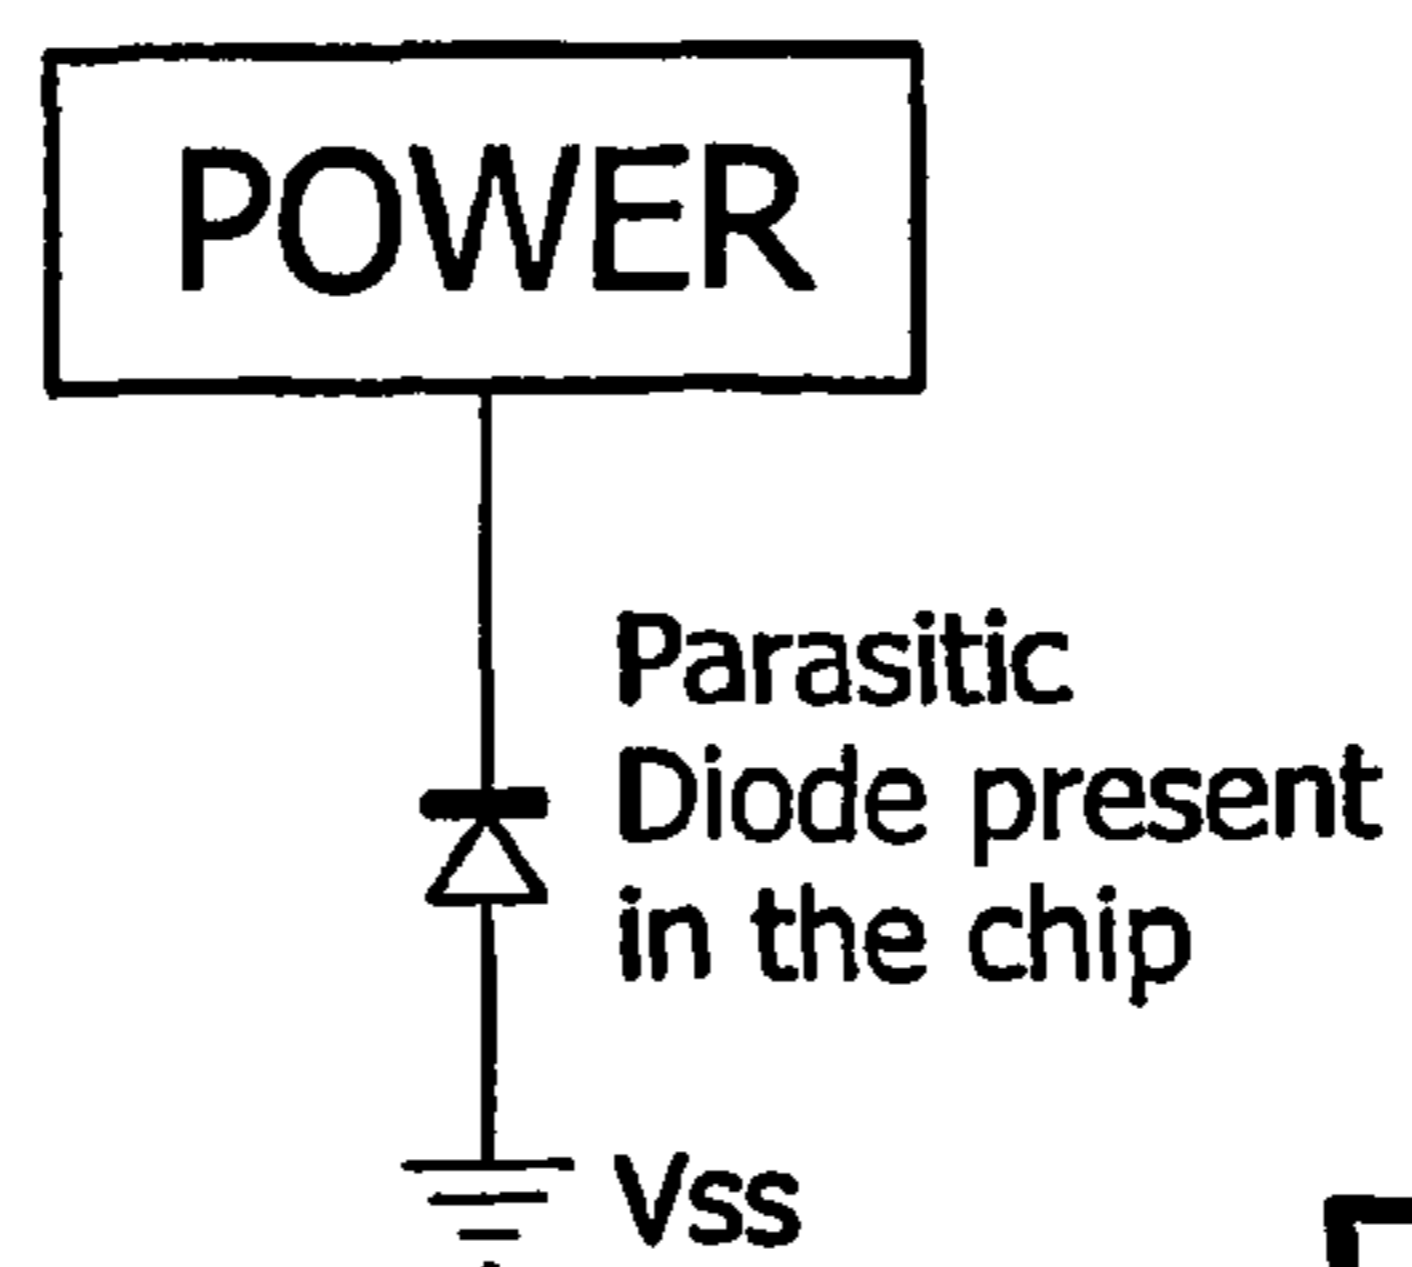 POWER
Parasitic
Diode present
in the chip
Vss